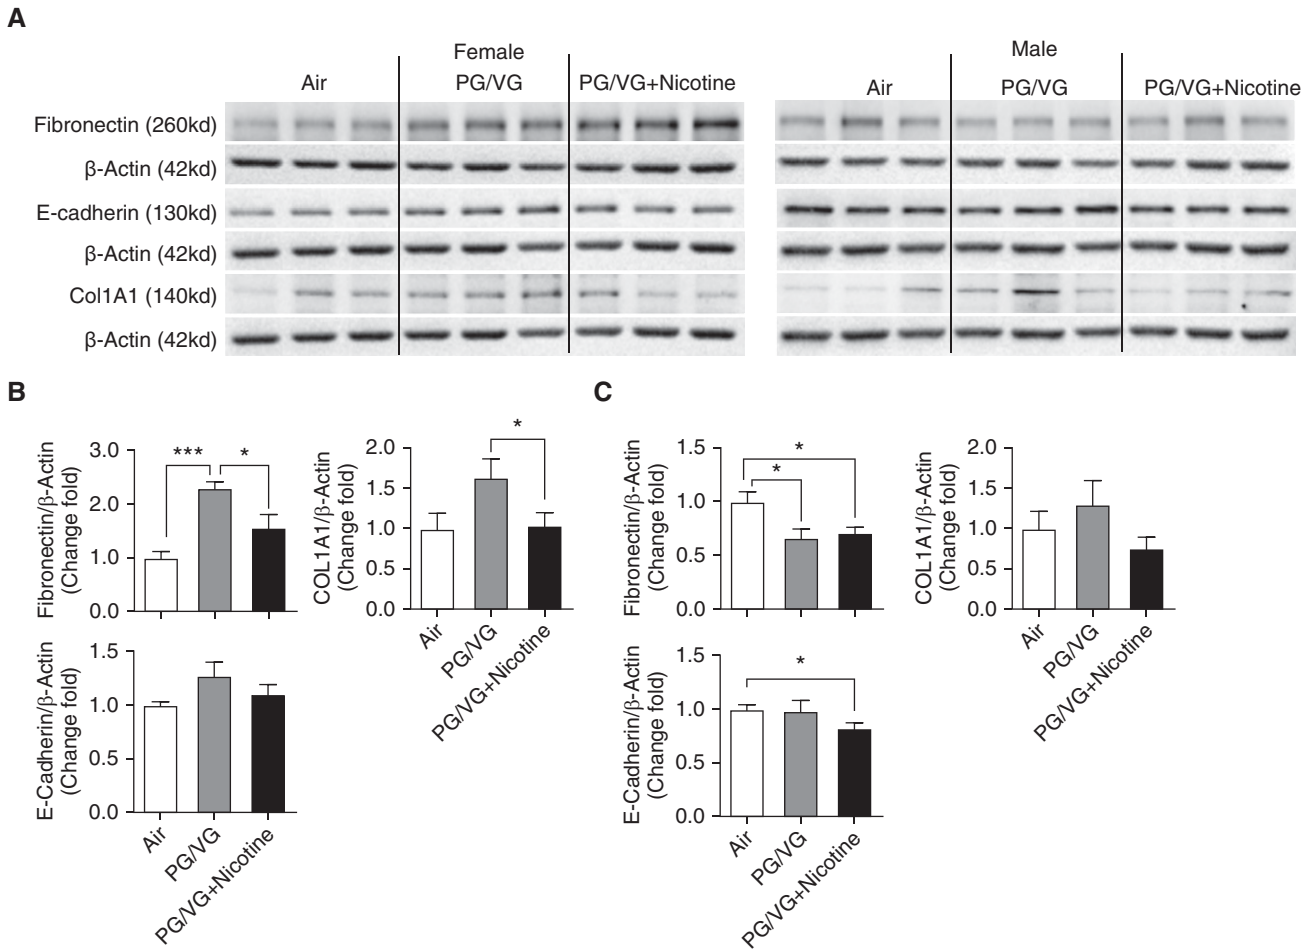 A
Female
Air PG/VG PG/VG+Nicotine
Male
Air PG/VG PG/VG+Nicotine
Fibronectin (260kd)
β-Actin (42kd)
E-cadherin (130kd)
β-Actin (42kd)
Col1A1 (140kd)
β-Actin (42kd)
B
Fibronectin/β-Actin
(Change fold)
3.0
2.0
1.0
0.0
*** *
COL1A1/β-Actin
(Change fold)
2.0
1.5
1.0
0.5
0.0
*
Air
PG/VG
PG/VG+Nicotine
E-Cadherin/β-Actin
(Change fold)
1.5
1.0
0.5
0.0
Air
PG/VG
PG/VG+Nicotine
C
Fibronectin/β-Actin
(Change fold)
1.5
1.0
0.5
0.0
*
*
COL1A1/β-Actin
(Change fold)
2.0
1.5
1.0
0.5
0.0
Air
PG/VG
PG/VG+Nicotine
E-Cadherin/β-Actin
(Change fold)
1.5
1.0
0.5
0.0
*
Air
PG/VG
PG/VG+Nicotine